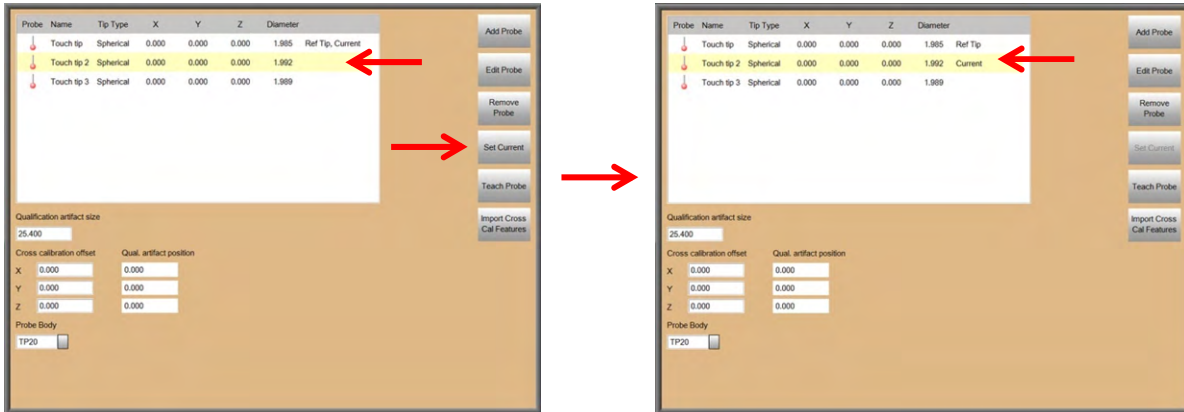 Probe Name Tip Type X Y Z Diameter
Touch tip Spherical 0.000 0.000 0.000 1.985 Ref Tip, Current
Touch tip 2 Spherical 0.000 0.000 0.000 1.992
Touch tip 3 Spherical 0.000 0.000 0.000 1.989
Add Probe
Edit Probe
Remove
Probe
Set Current
Teach Probe
Import Cross
Cal Features
Qualification artifact size
25.400
Cross calibration offset Qual. artifact position
X 0.000 0.000
Y 0.000 0.000
Z 0.000 0.000
Probe Body
TP20
Probe Name Tip Type X Y Z Diameter
Touch tip Spherical 0.000 0.000 0.000 1.985 Ref Tip
Touch tip 2 Spherical 0.000 0.000 0.000 1.992 Current
Touch tip 3 Spherical 0.000 0.000 0.000 1.989
Add Probe
Edit Probe
Remove
Probe
Set Current
Teach Probe
Import Cross
Cal Features
Qualification artifact size
25.400
Cross calibration offset Qual. artifact position
X 0.000 0.000
Y 0.000 0.000
Z 0.000 0.000
Probe Body
TP20